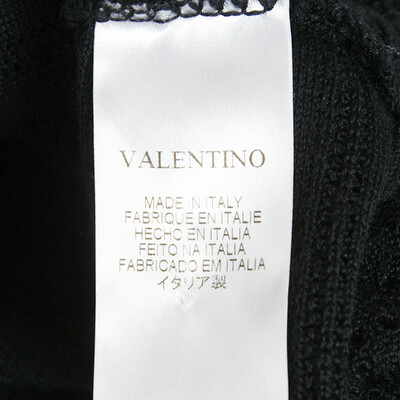 VALENTINO
MADE IN ITALY
FABRIQUE EN ITALIE
HECHO EN ITALIA
FEITO NA ITALIA
FABRICADO EM ITALIA
イタリア製